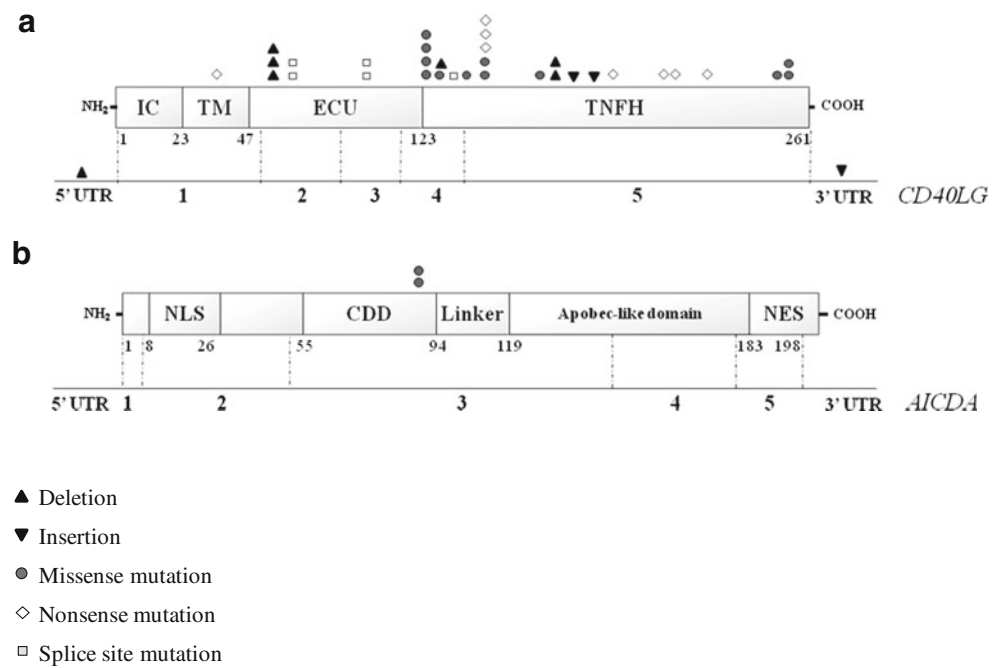 a
NH2 IC TM ECU TNFH COOH
1 23 47 123 261
5' UTR 1 2 3 4 5 3' UTR CD40LG
b
NH2 NLS CDD Linker Apobec-like domain NES COOH
1 8 26 55 94 119 183 198
5' UTR 1 2 3 4 5 3' UTR AICDA
Deletion
Insertion
Missense mutation
Nonsense mutation
Splice site mutation